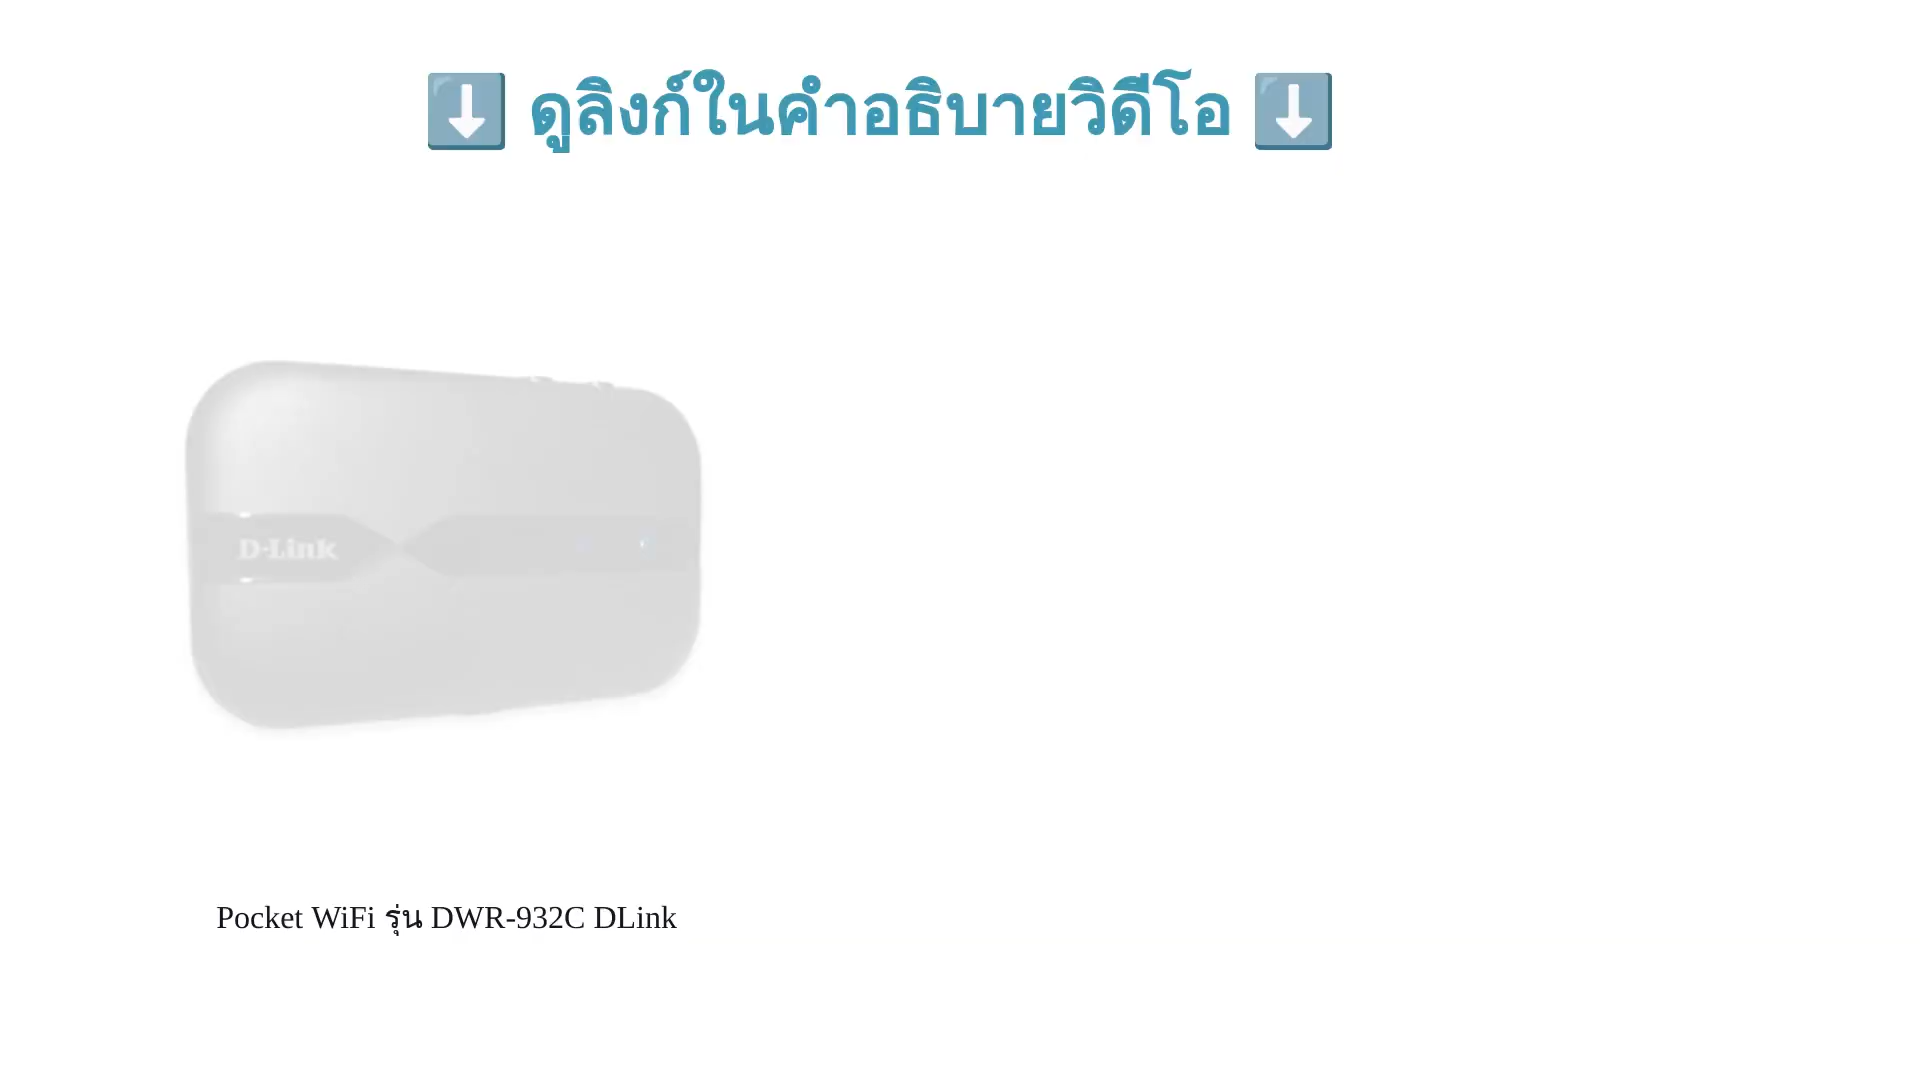 ⬇️ ดูลิงก์ในคำอธิบายวิดีโอ ⬇️
D-Link
Pocket WiFi รุ่น DWR-932C DLink